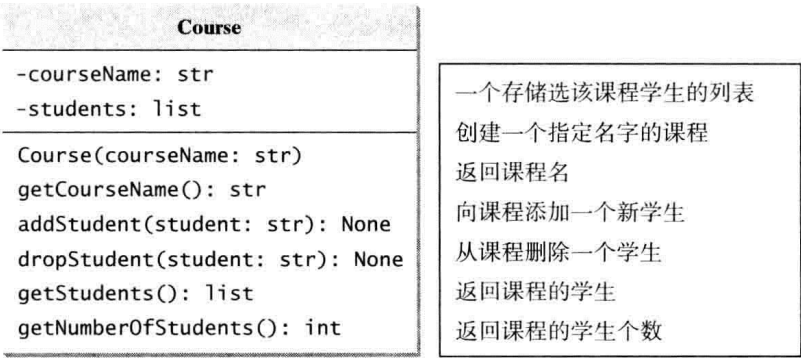 Course
-courseName: str
-students: list
Course(courseName: str)
getCourseName(): str
addStudent(student: str): None
dropStudent(student: str): None
getStudents(): list
getNumberOfStudents(): int
一个存储选该课程学生的列表
创建一个指定名字的课程
返回课程名
向课程添加一个新学生
从课程删除一个学生
返回课程的学生
返回课程的学生个数